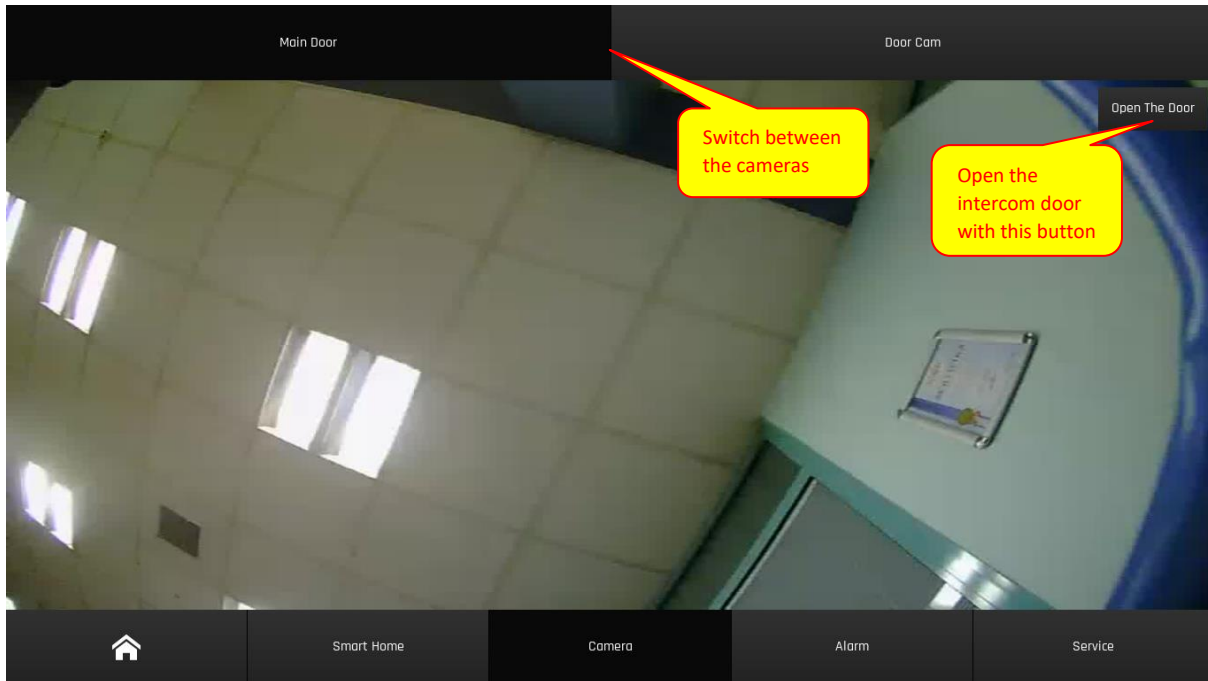 Main Door
Door Cam
Open The Door
Switch between
the cameras
Open the
intercom door
with this button
Smart Home
Camera
Alarm
Service